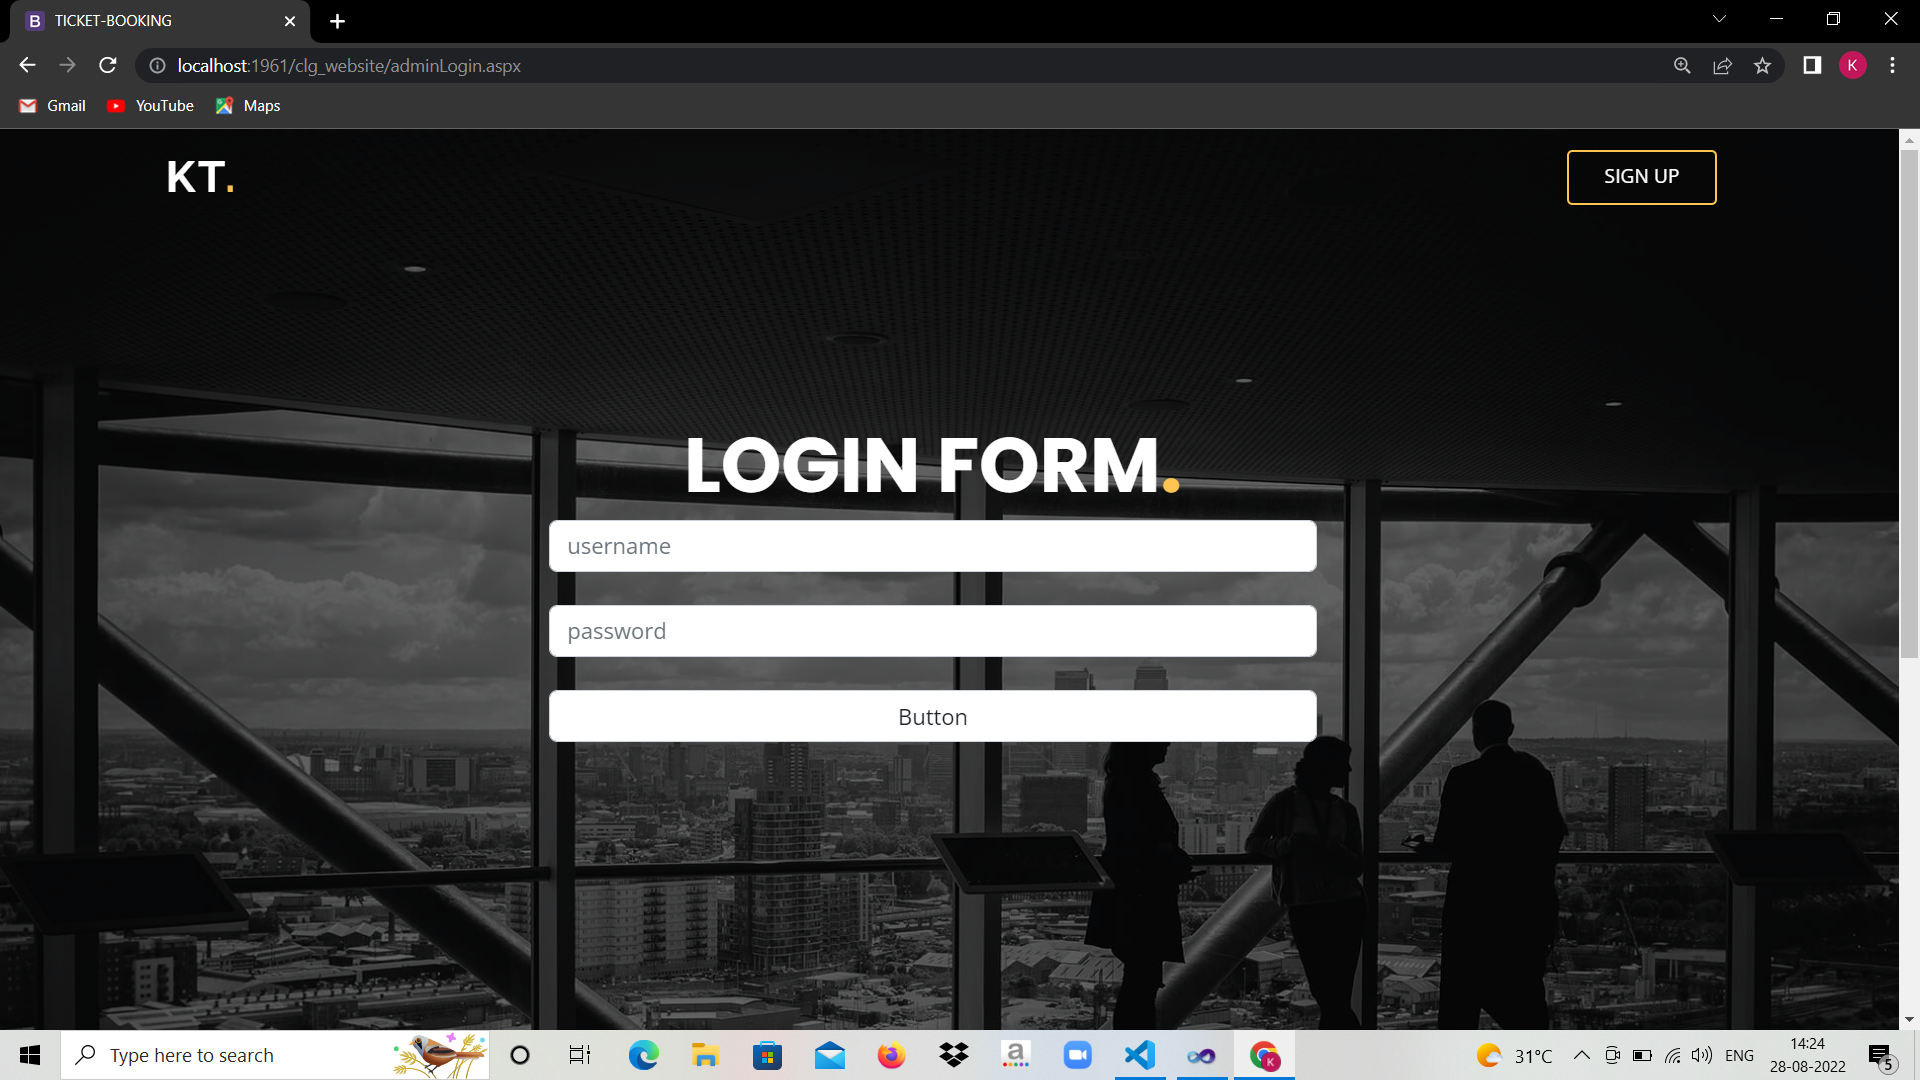 TICKET-BOOKING
localhost:1961/clg_website/adminLogin.aspx
K
Gmail
YouTube
Maps
KT.
SIGN UP
LOGIN FORM.
username
password
Button
Type here to search
31°C
ENG
14:24
28-08-2022
5